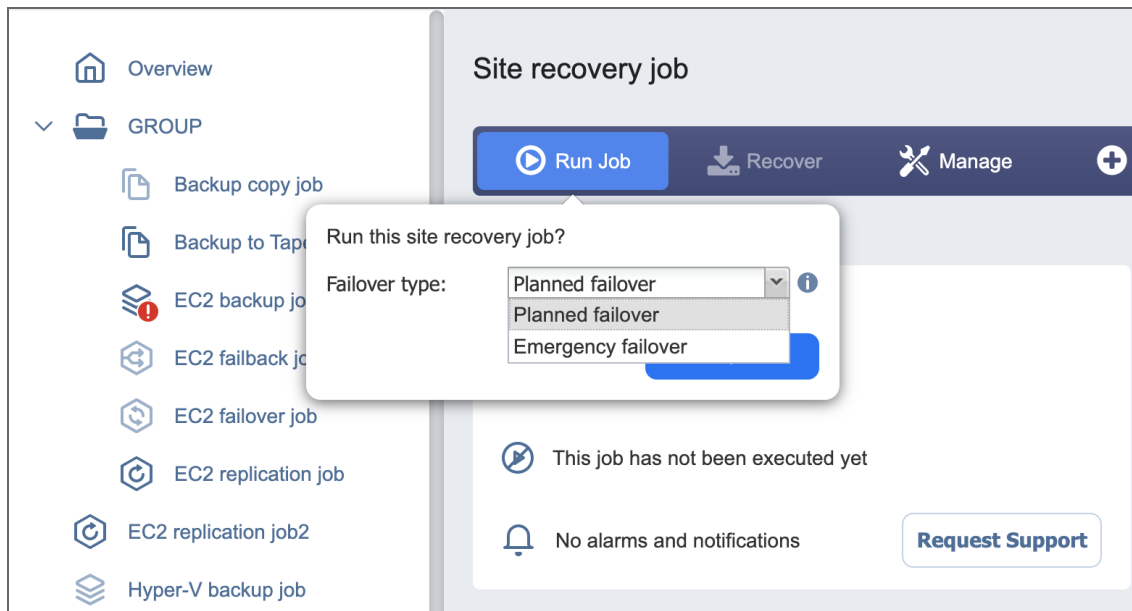 Overview
GROUP
Backup copy job
Backup to Tape
EC2 backup jo
EC2 failback jo
EC2 failover job
EC2 replication job
EC2 replication job2
Hyper-V backup job
Site recovery job
Run Job
Recover
Manage
Run this site recovery job?
Failover type:
Planned failover
Planned failover
Emergency failover
This job has not been executed yet
No alarms and notifications
Request Support